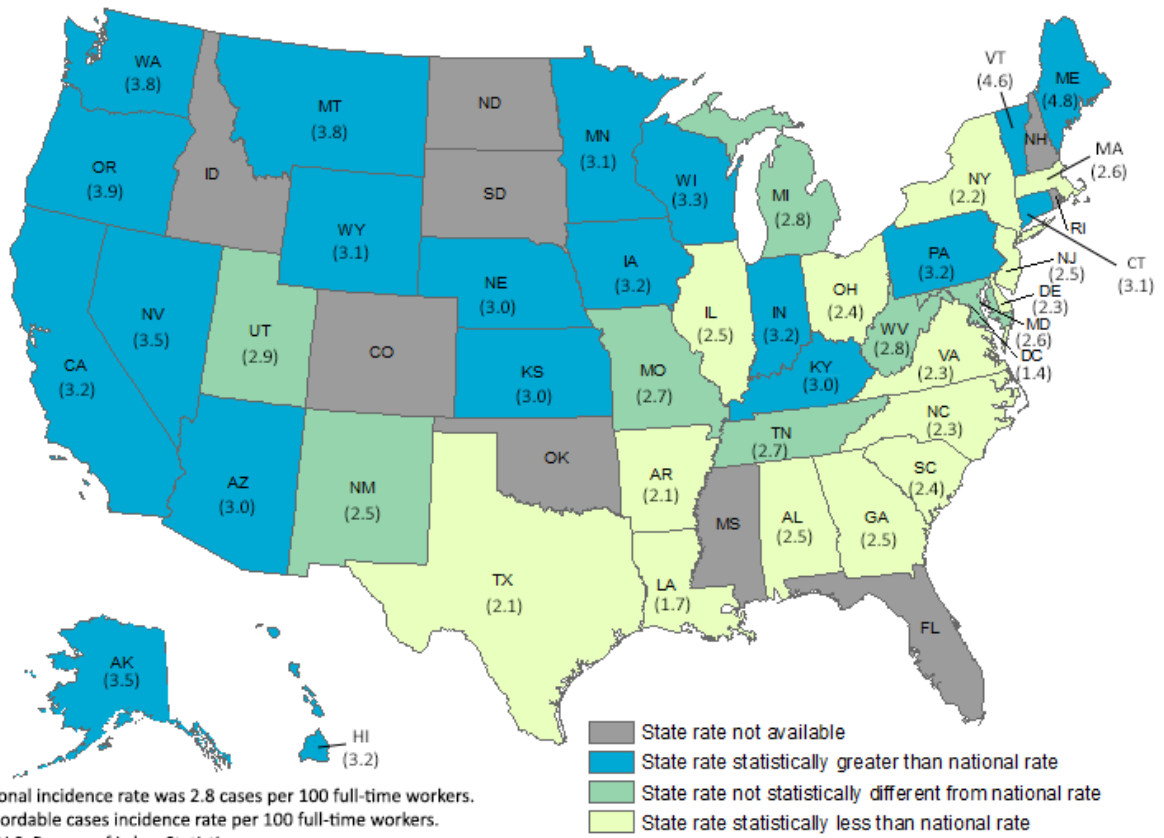 WA
(3.8)
MT
(3.8)
ND
MN
(3.1)
VT
(4.6)
ME
(4.8)
OR
(3.9)
ID
SD
WI
(3.3)
MI
(2.8)
NY
(2.2)
NH
MA
(2.6)
RI
CT
(3.1)
WY
(3.1)
NE
(3.0)
IA
(3.2)
IL
(2.5)
IN
(3.2)
OH
(2.4)
PA
(3.2)
NJ
(2.5)
DE
(2.3)
MD
(2.6)
DC
(1.4)
CA
(3.2)
NV
(3.5)
UT
(2.9)
CO
KS
(3.0)
MO
(2.7)
KY
(3.0)
WV
(2.8)
VA
(2.3)
AZ
(3.0)
NM
(2.5)
OK
AR
(2.1)
TN
(2.7)
NC
(2.3)
SC
(2.4)
TX
(2.1)
LA
(1.7)
MS
AL
(2.5)
GA
(2.5)
FL
AK
(3.5)
HI
(3.2)
State rate not available
State rate statistically greater than national rate
State rate not statistically different from national rate
State rate statistically less than national rate
onal incidence rate was 2.8 cases per 100 full-time workers.
ordable cases incidence rate per 100 full-time workers.